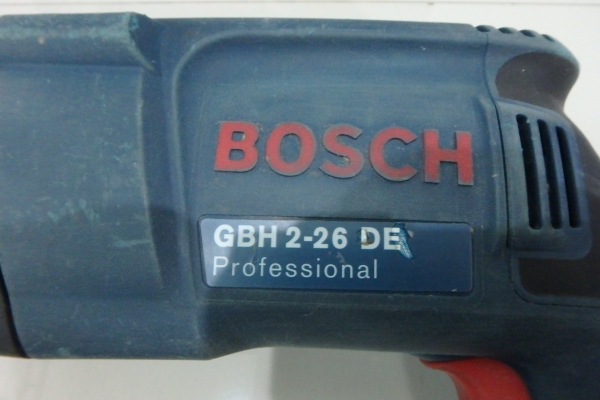 BOSCH
GBH 2-26 DE
Professional